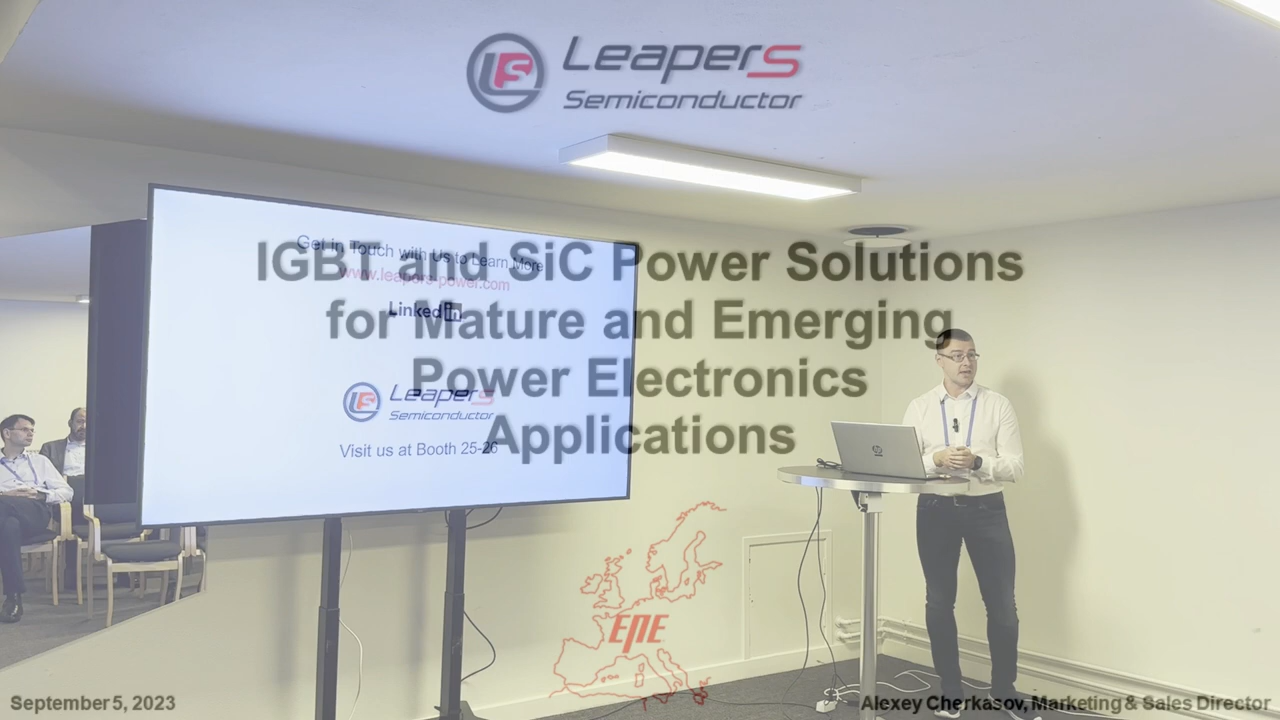 Leapers
Semiconductor
Get in Touch with Us to Learn More
www.leapers-power.com
LinkedIn
Leapers
Semiconductor
Visit us at Booth 25-26
IGBT and SiC Power Solutions
for Mature and Emerging
Power Electronics
Applications
hp
EPE
September 5, 2023
Alexey Cherkasov, Marketing & Sales Director